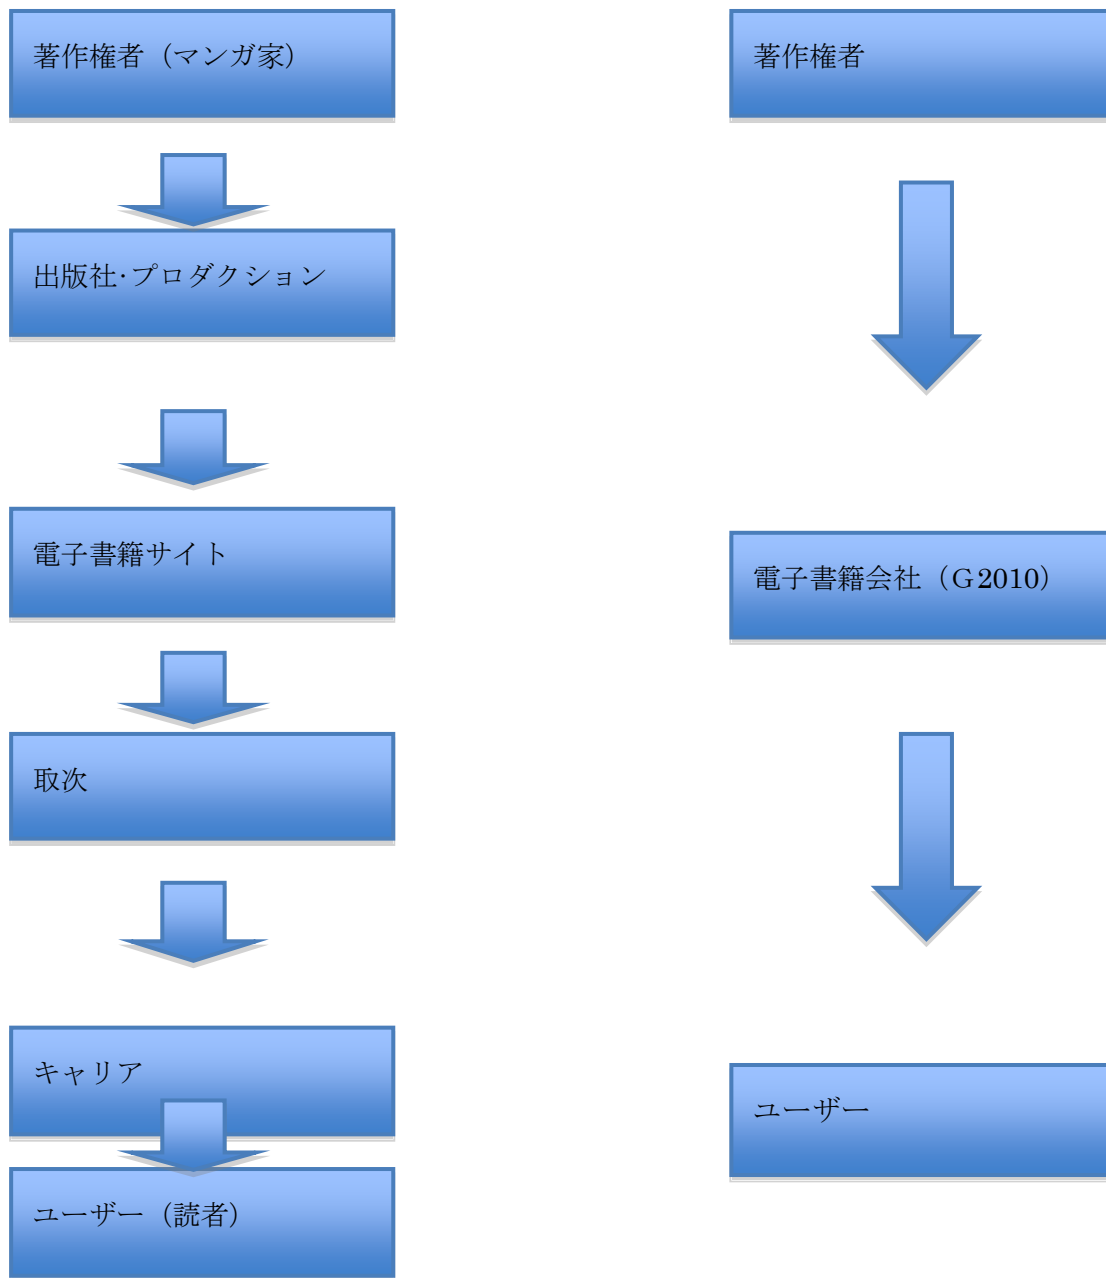 著作権者（マンガ家）
出版社･プロダクション
電子書籍サイト
取次
キャリア
ユーザー（読者）
著作権者
電子書籍会社（Ｇ2010）
ユーザー